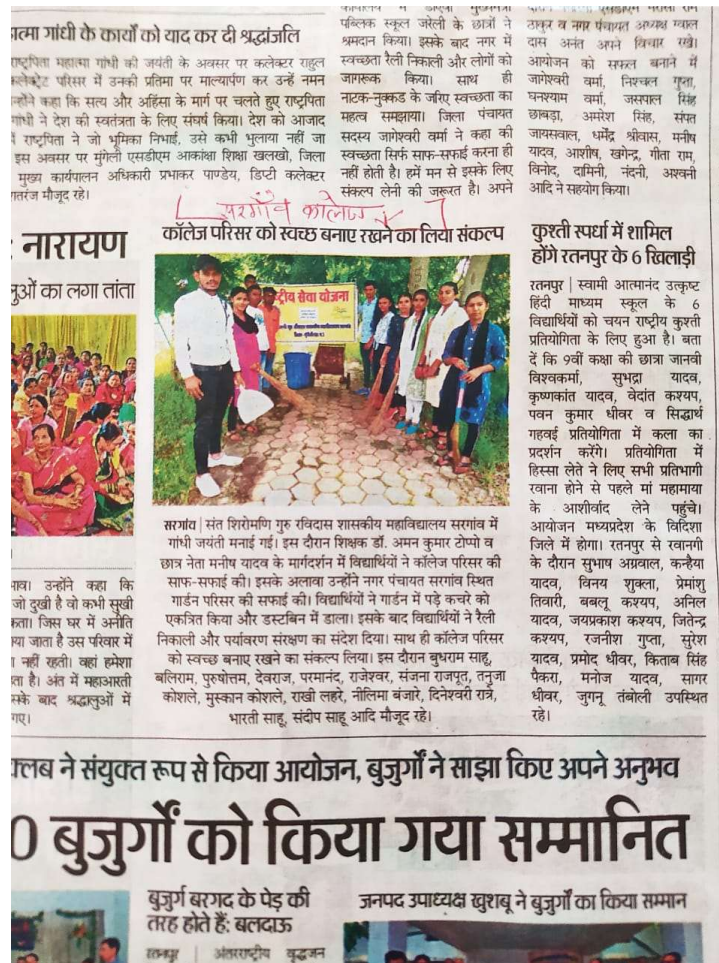 ात्मा गांधी के कार्यों को याद कर दी श्रद्धांजलि
ाष्ट्रपिता महात्मा गांधी की जयंती के अवसर पर कलेक्टर राहुल
लेक्ट्रेट परिसर में उनकी प्रतिमा पर माल्यार्पण कर उन्हें नमन
न्होंने कहा कि सत्य और अहिंसा के मार्ग पर चलते हुए राष्ट्रपिता
गांधी ने देश की स्वतंत्रता के लिए संघर्ष किया। देश को आजाद
में राष्ट्रपिता ने जो भूमिका निभाई, उसे कभी भुलाया नहीं जा
इस अवसर पर मुंगेली एसडीएम आकांक्षा शिक्षा खलखो, जिला
मुख्य कार्यपालन अधिकारी प्रभाकर पाण्डेय, डिप्टी कलेक्टर
ातरंज मौजूद रहे।
पब्लिक स्कूल जरेली के छात्रों ने
श्रमदान किया। इसके बाद नगर में
स्वच्छता रैली निकाली और लोगों को
जागरूक किया। साथ ही
नाटक-नुक्कड के जरिए स्वच्छता का
महत्व समझाया। जिला पंचायत
सदस्य जागेश्वरी वर्मा ने कहा की
स्वच्छता सिर्फ साफ-सफाई करना ही
नहीं होती है। हमें मन से इसके लिए
संकल्प लेनी की जरूरत है। अपने
ठाकुर व नगर पंचायत अध्यक्ष ग्वाल
दास अनंत अपने विचार रखे।
आयोजन को सफल बनाने में
जागेश्वरी वर्मा, निश्चल गुप्ता,
घनश्याम वर्मा, जसपाल सिंह
छाबड़ा, अमरेश सिंह, संपत
जायसवाल, धर्मेंद्र श्रीवास, मनीष
यादव, आशीष, खगेन्द्र, गीता राम,
विनोद, दामिनी, नंदनी, अश्वनी
आदि ने सहयोग किया।
सरगाँव कालेज
नारायण
लुओं का लगा तांता
कॉलेज परिसर को स्वच्छ बनाए रखने का लिया संकल्प
ष्ट्रीय सेवा योजना
सरगांव | संत शिरोमणि गुरु रविदास शासकीय महाविद्यालय सरगांव में
गांधी जयंती मनाई गई। इस दौरान शिक्षक डॉ. अमन कुमार टोप्पो व
छात्र नेता मनीष यादव के मार्गदर्शन में विद्यार्थियों ने कॉलेज परिसर की
साफ-सफाई की। इसके अलावा उन्होंने नगर पंचायत सरगांव स्थित
गार्डन परिसर की सफाई की। विद्यार्थियों ने गार्डन में पड़े कचरे को
एकत्रित किया और डस्टबिन में डाला। इसके बाद विद्यार्थियों ने रैली
निकाली और पर्यावरण संरक्षण का संदेश दिया। साथ ही कॉलेज परिसर
को स्वच्छ बनाए रखने का संकल्प लिया। इस दौरान बुधराम साहू,
बलिराम, पुरुषोत्तम, देवराज, परमानंद, राजेश्वर, संजना राजपूत, तनुजा
कोशले, मुस्कान कोशले, राखी लहरे, नीलिमा बंजारे, दिनेश्वरी रात्रे,
भारती साहू, संदीप साहू आदि मौजूद रहे।
ाव। उन्होंने कहा कि
जो दुखी है वो कभी सुखी
कता। जिस घर में अनीति
या जाता है उस परिवार में
नहीं रहती। वहां हमेशा
ता है। अंत में महाआरती
सके बाद श्रद्धालुओं में
गए।
कुश्ती स्पर्धा में शामिल
होंगे रतनपुर के 6 खिलाड़ी
रतनपुर | स्वामी आत्मानंद उत्कृष्ट
हिंदी माध्यम स्कूल के 6
विद्यार्थियों को चयन राष्ट्रीय कुश्ती
प्रतियोगिता के लिए हुआ है। बता
दें कि 9वीं कक्षा की छात्रा जानवी
विश्वकर्मा, सुभद्रा यादव,
कृष्णकांत यादव, वेदांत कश्यप,
पवन कुमार धीवर व सिद्धार्थ
गहवई प्रतियोगिता में कला का
प्रदर्शन करेंगे। प्रतियोगिता में
हिस्सा लेते ने लिए सभी प्रतिभागी
रवाना होने से पहले मां महामाया
के आशीर्वाद लेने पहुंचे।
आयोजन मध्यप्रदेश के विदिशा
जिले में होगा। रतनपुर से रवानगी
के दौरान सुभाष अग्रवाल, कन्हैया
यादव, विनय शुक्ला, प्रेमांशु
तिवारी, बबलू कश्यप, अनिल
यादव, जयप्रकाश कश्यप, जितेन्द्र
कश्यप, रजनीश गुप्ता, सुरेश
यादव, प्रमोद धीवर, किताब सिंह
पैकरा, मनोज यादव, सागर
धीवर, जुगनू तंबोली उपस्थित
रहे।
क्लब ने संयुक्त रूप से किया आयोजन, बुजुर्गों ने साझा किए अपने अनुभव
0 बुजुर्गों को किया गया सम्मानित
बुजुर्ग बरगद के पेड़ की
तरह होते हैं: बलदाऊ
रतनपुर | अंतरराष्ट्रीय वृद्धजन
जनपद उपाध्यक्ष खुशबू ने बुजुर्गों का किया सम्मान